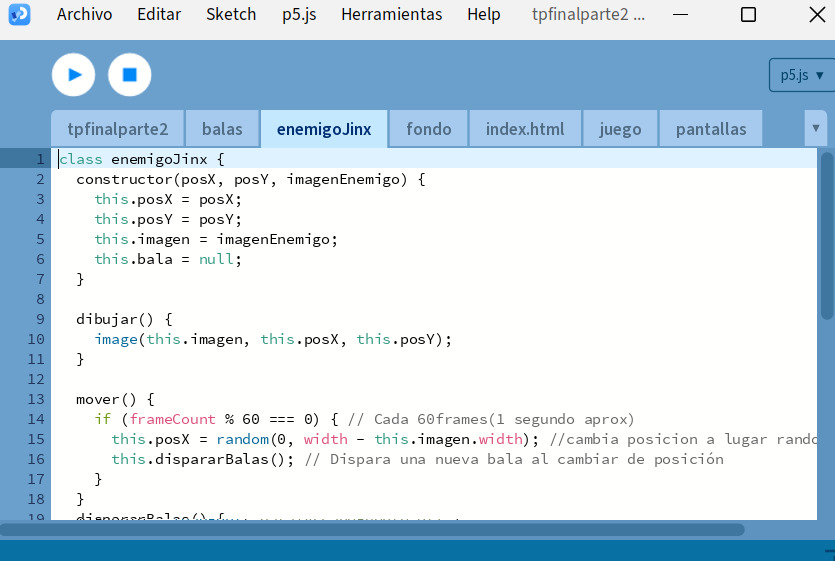 Archivo Editar Sketch p5.js Herramientas Help tpfinalparte2 ...
p5.js ▼
tpfinalparte2 balas enemigoJinx fondo index.html juego pantallas ▼
1 class enemigoJinx {
2 constructor(posX, posY, imagenEnemigo) {
3 this.posX = posX;
4 this.posY = posY;
5 this.imagen = imagenEnemigo;
6 this.bala = null;
7 }
8
9 dibujar() {
10 image(this.imagen, this.posX, this.posY);
11 }
12
13 mover() {
14 if (frameCount % 60 === 0) { // Cada 60frames(1 segundo aprox)
15 this.posX = random(0, width - this.imagen.width); //cambia posicion a lugar rando
16 this.dispararBalas(); // Dispara una nueva bala al cambiar de posición
17 }
18 }
19